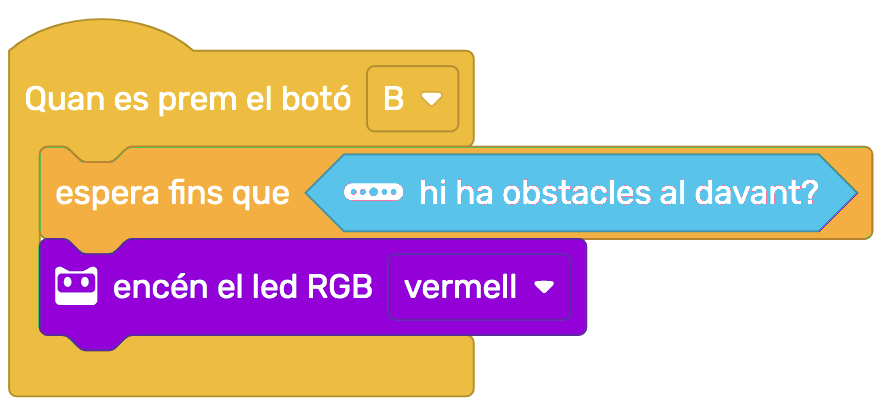 Quan es prem el botó B
espera fins que hi ha obstacles al davant?
encén el led RGB vermell